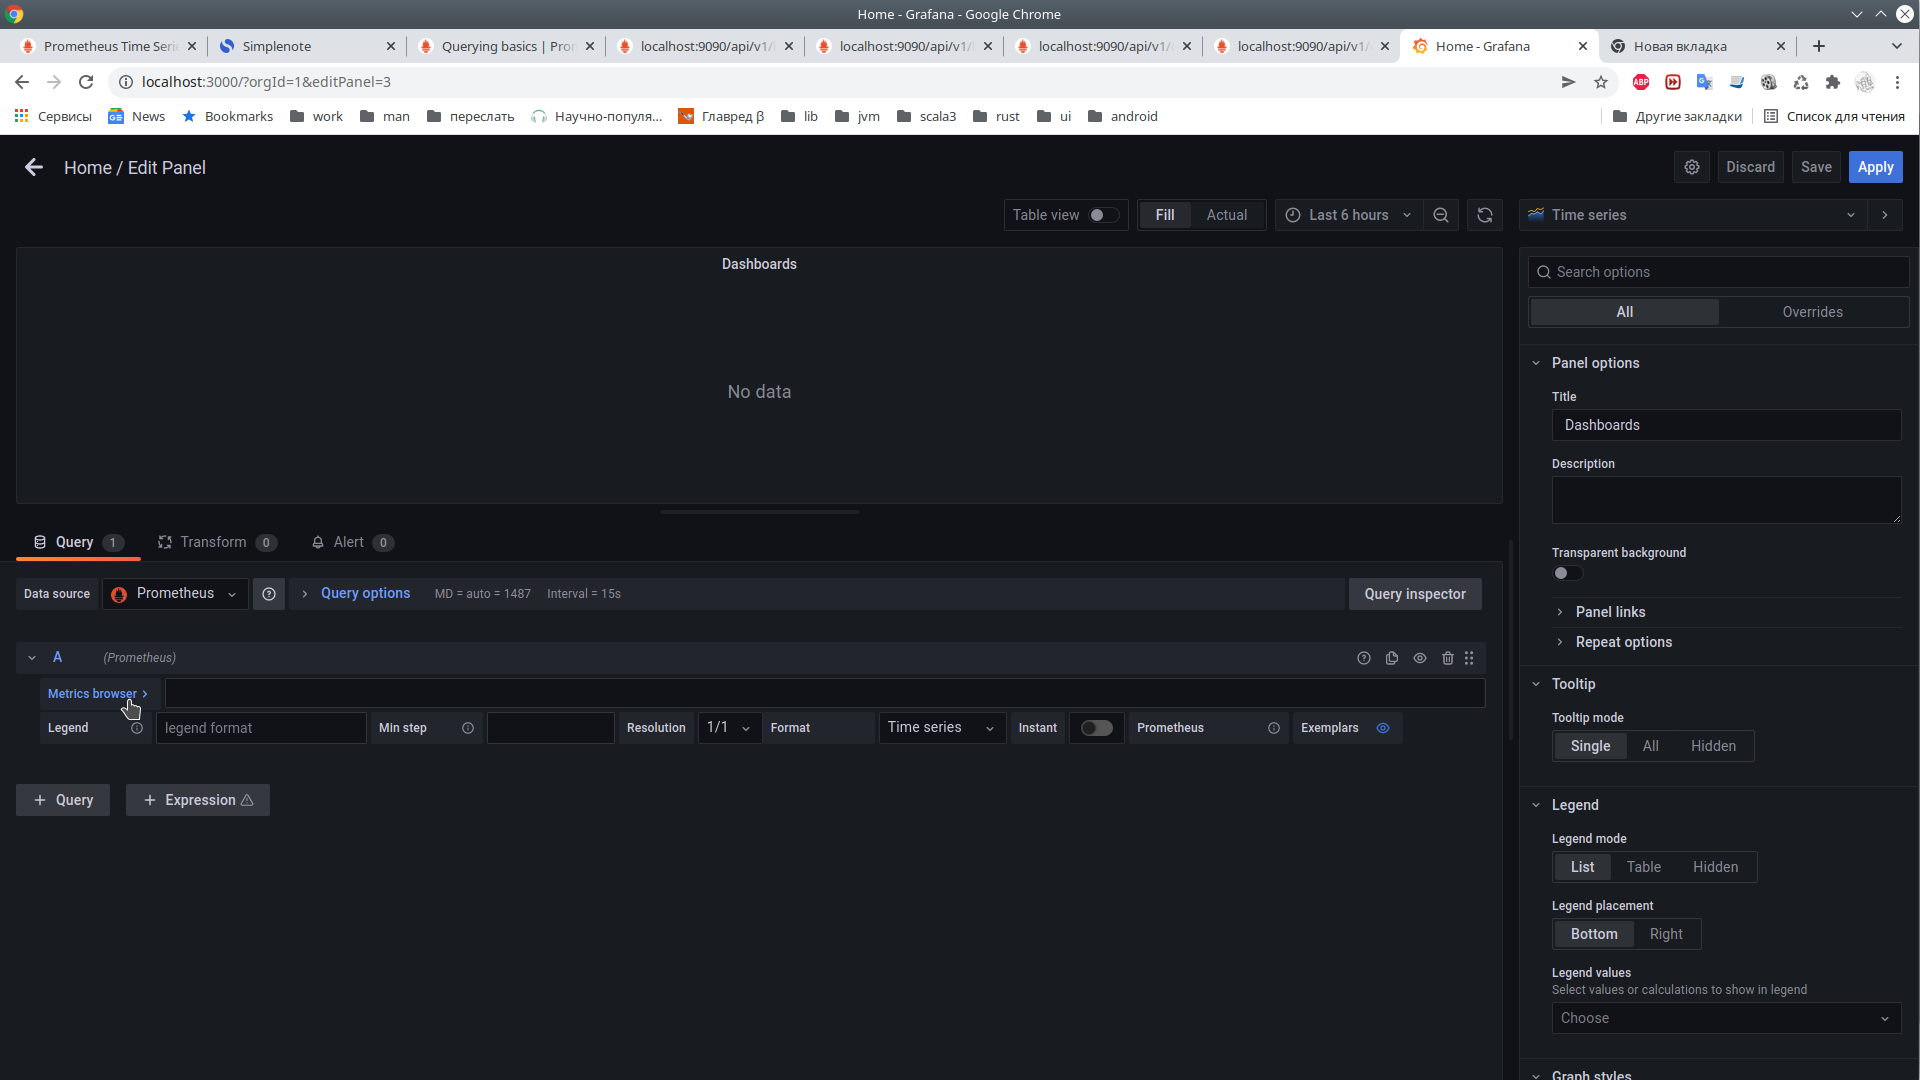 Home - Grafana - Google Chrome
Prometheus Time Seri
Simplenote
Querying basics | Pro
localhost:9090/api/v1/
localhost:9090/api/v1/
localhost:9090/api/v1/
localhost:9090/api/v1/
Home - Grafana
Новая вкладка
localhost:3000/?orgId=1&editPanel=3
ABP
Сервисы
News
Bookmarks
work
man
переслать
Научно-популя...
Главред β
lib
jvm
scala3
rust
ui
android
Другие закладки
Список для чтения
Home / Edit Panel
Discard
Save
Apply
Table view
Fill
Actual
Last 6 hours
Time series
Dashboards
No data
Search options
All
Overrides
Panel options
Title
Dashboards
Description
Transparent background
Panel links
Repeat options
Tooltip
Tooltip mode
Single
All
Hidden
Legend
Legend mode
List
Table
Hidden
Legend placement
Bottom
Right
Legend values
Select values or calculations to show in legend
Choose
Graph styles
Query 1
Transform 0
Alert 0
Data source
Prometheus
Query options
MD = auto = 1487
Interval = 15s
Query inspector
A
(Prometheus)
Metrics browser
Legend
legend format
Min step
Resolution
1/1
Format
Time series
Instant
Prometheus
Exemplars
+ Query
+ Expression